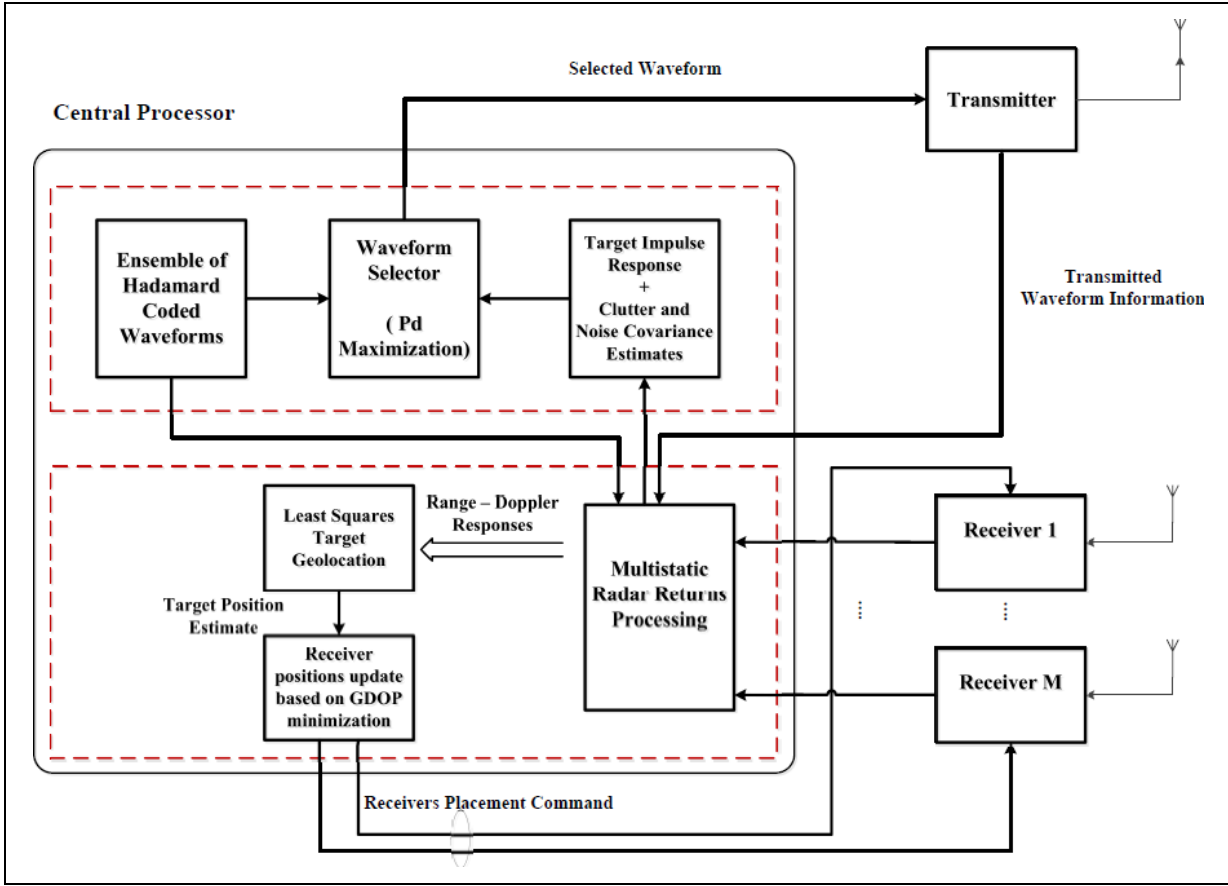 Selected Waveform
Transmitter
Central Processor
Ensemble of
Hadamard
Coded
Waveforms
Waveform
Selector
( Pd
Maximization)
Target Impulse
Response
+
Clutter and
Noise Covariance
Estimates
Transmitted
Waveform Information
Least Squares
Target
Geolocation
Range – Doppler
Responses
Multistatic
Radar Returns
Processing
Receiver 1
Target Position
Estimate
Receiver
positions update
based on GDOP
minimization
Receiver M
Receivers Placement Command